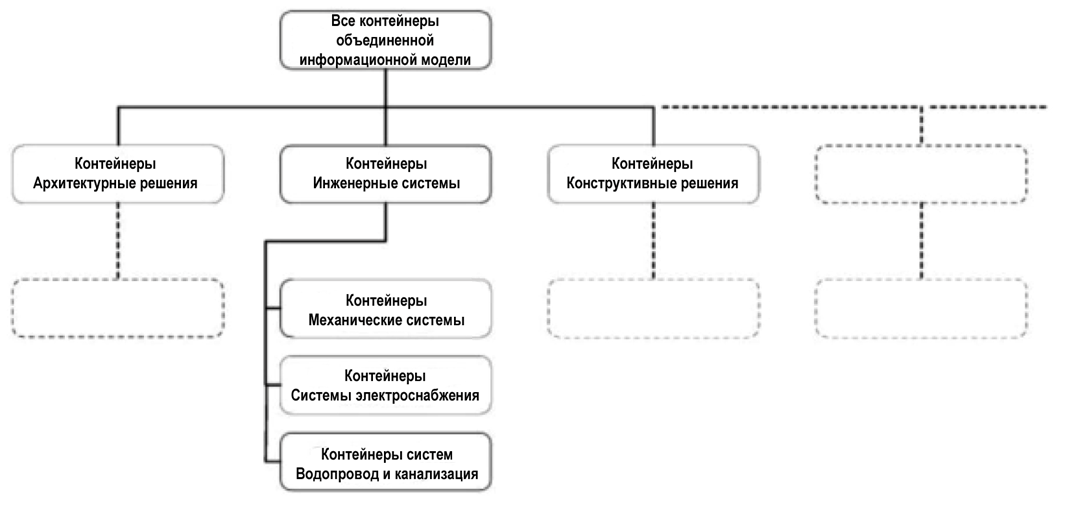 Все контейнеры
объединенной
информационной модели
Контейнеры
Архитектурные решения
Контейнеры
Инженерные системы
Контейнеры
Конструктивные решения
Контейнеры
Механические системы
Контейнеры
Системы электроснабжения
Контейнеры систем
Водопровод и канализация